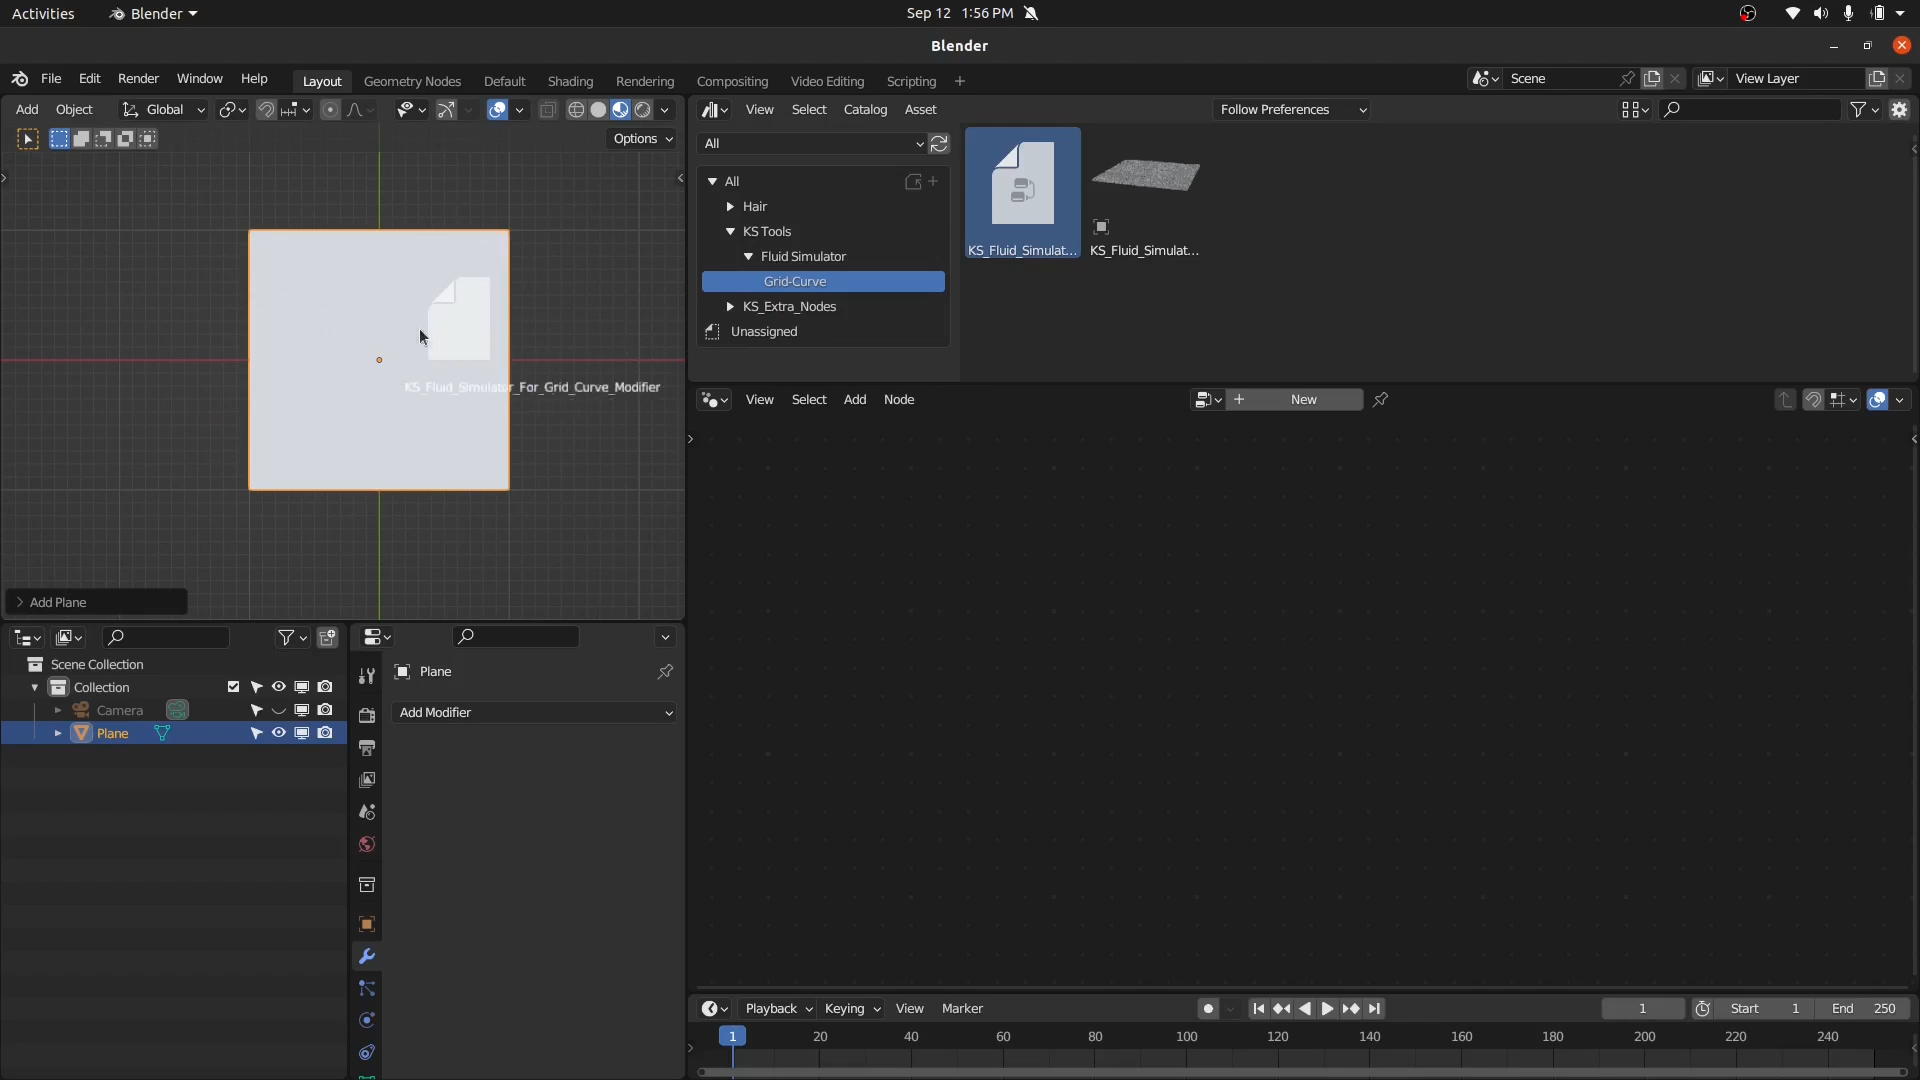 Activities Blender Sep 12 1:56 PM
Blender
File Edit Render Window Help Layout Geometry Nodes Default Shading Rendering Compositing Video Editing Scripting + Scene View Layer
Add Object Global View Select Catalog Asset Follow Preferences
Options
All
All
Hair
KS Tools
Fluid Simulator
Grid-Curve
KS_Extra_Nodes
Unassigned
KS_Fluid_Simulat... KS_Fluid_Simulat...
KS_Fluid_Simulator_For_Grid_Curve_Modifier
View Select Add Node + New
Add Plane
Scene Collection
Collection
Camera
Plane
Plane
Add Modifier
Playback Keying View Marker 1 Start 1 End 250
1 20 40 60 80 100 120 140 160 180 200 220 240